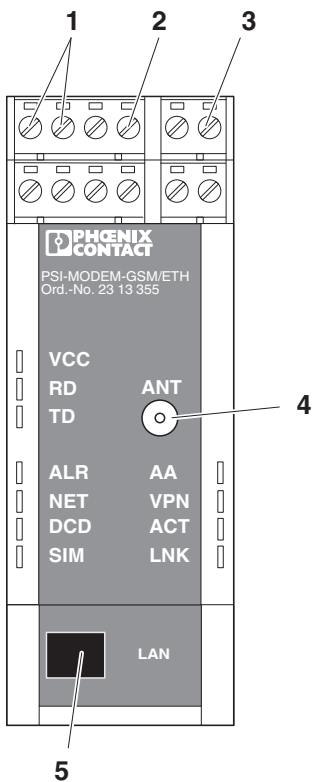 1 2 3
PHŒNIX
CONTACT
PSI-MODEM-GSM/ETH
Ord.-No. 23 13 355
VCC
RD ANT
TD
4
ALR AA
NET VPN
DCD ACT
SIM LNK
LAN
5